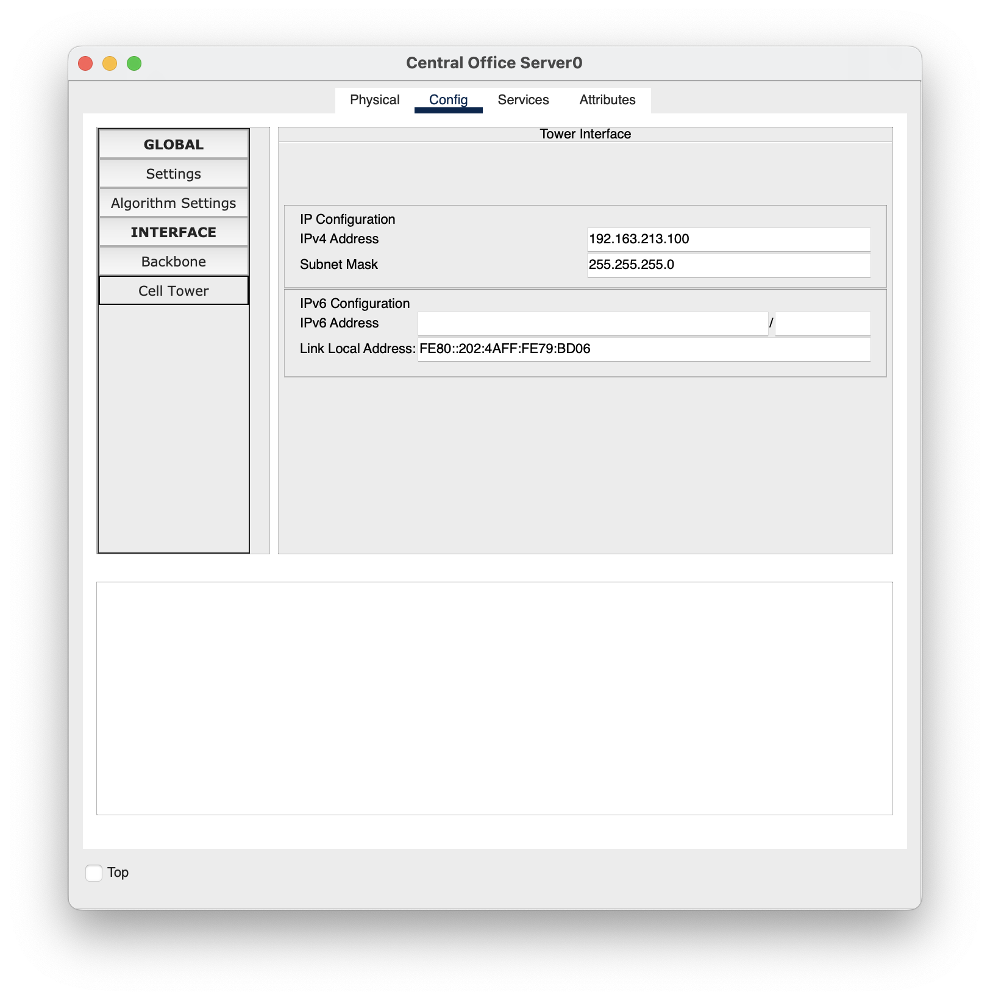 Central Office Server0
Physical Config Services Attributes
GLOBAL
Settings
Algorithm Settings
INTERFACE
Backbone
Cell Tower
Tower Interface
IP Configuration
IPv4 Address 192.163.213.100
Subnet Mask 255.255.255.0
IPv6 Configuration
IPv6 Address /
Link Local Address: FE80::202:4AFF:FE79:BD06
Top